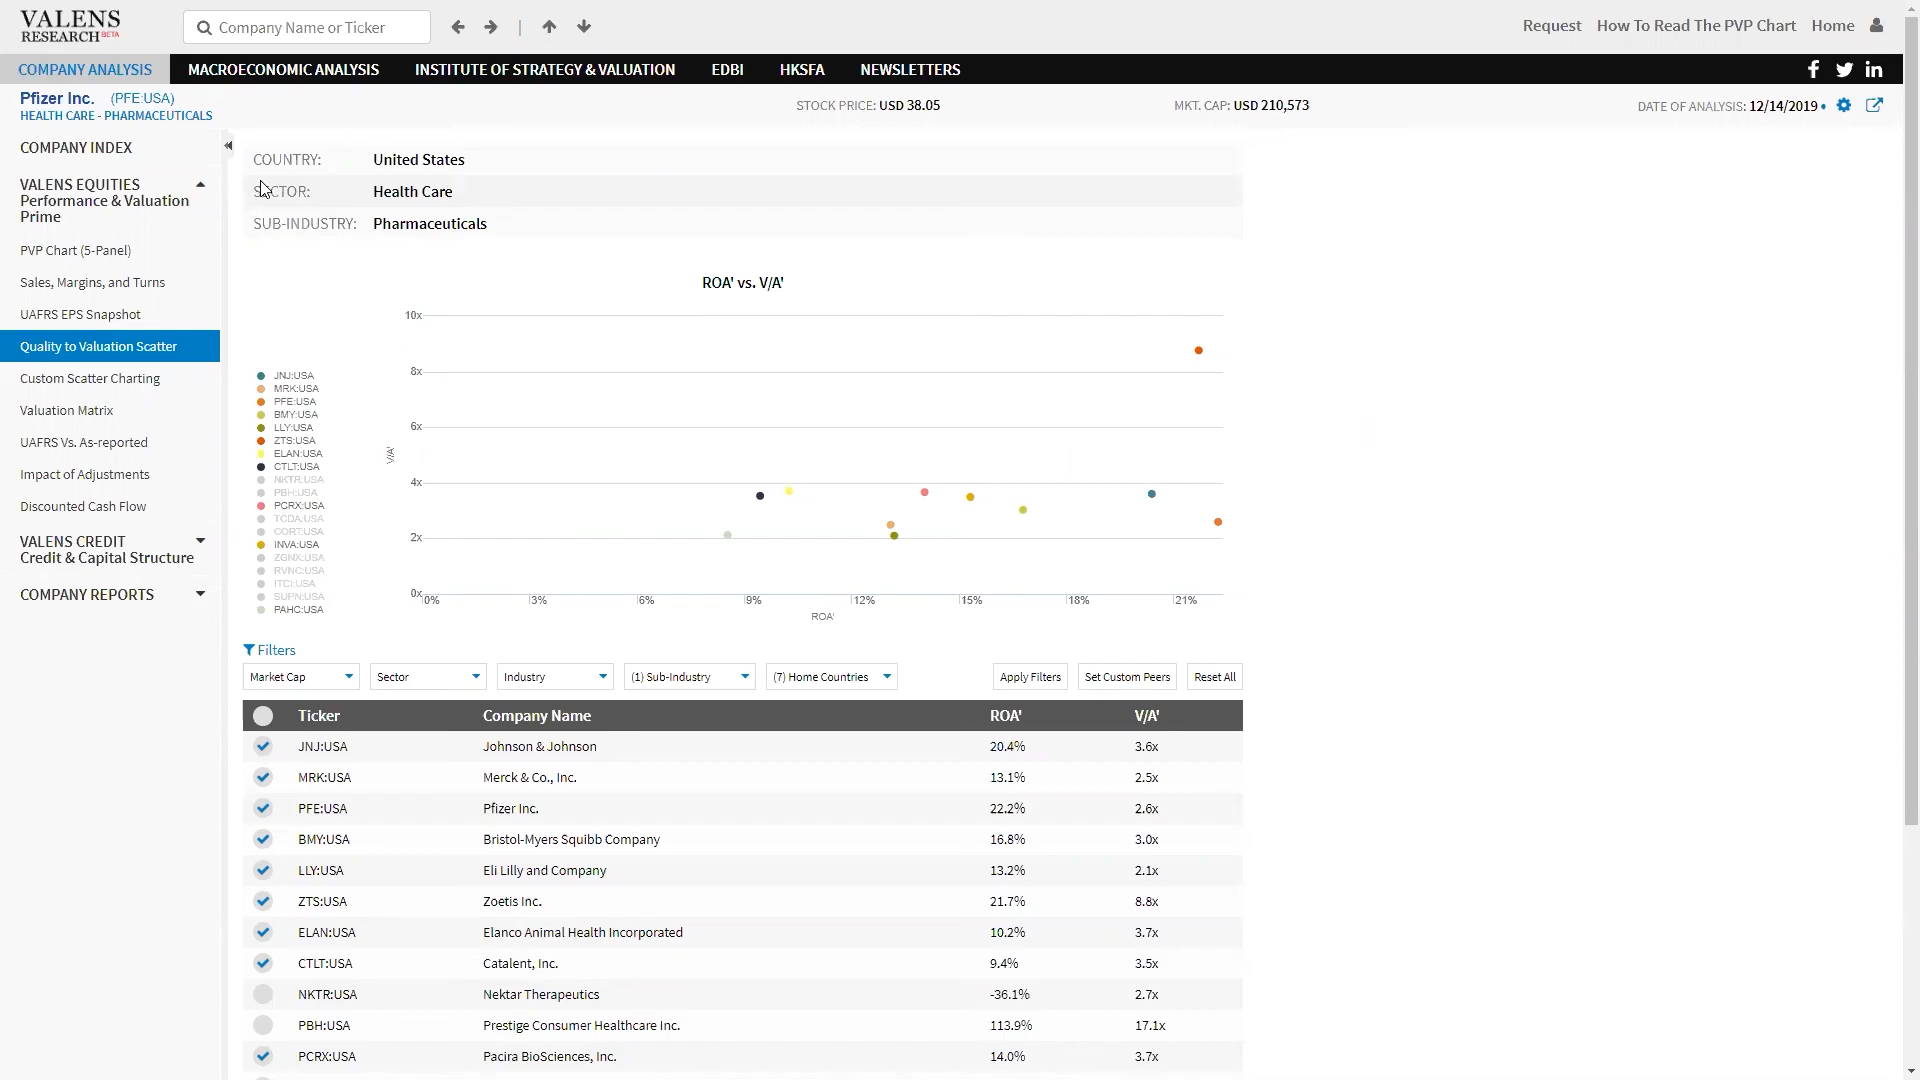 VALENS
RESEARCH BETA
Company Name or Ticker
Request How To Read The PVP Chart Home
COMPANY ANALYSIS MACROECONOMIC ANALYSIS INSTITUTE OF STRATEGY & VALUATION EDBI HKSFA NEWSLETTERS
Pfizer Inc. (PFE:USA)
HEALTH CARE - PHARMACEUTICALS
STOCK PRICE: USD 38.05
MKT. CAP: USD 210,573
DATE OF ANALYSIS: 12/14/2019
COMPANY INDEX
VALENS EQUITIES
Performance & Valuation
Prime
PVP Chart (5-Panel)
Sales, Margins, and Turns
UAFRS EPS Snapshot
Quality to Valuation Scatter
Custom Scatter Charting
Valuation Matrix
UAFRS Vs. As-reported
Impact of Adjustments
Discounted Cash Flow
VALENS CREDIT
Credit & Capital Structure
COMPANY REPORTS
COUNTRY: United States
SECTOR: Health Care
SUB-INDUSTRY: Pharmaceuticals
ROA' vs. V/A'
JNJ:USA
MRK:USA
PFE:USA
BMY:USA
LLY:USA
ZTS:USA
ELAN:USA
CTLT:USA
NKTR:USA
PBH:USA
PCRX:USA
TCDA:USA
CORT:USA
INVA:USA
ZGNX:USA
RVNC:USA
ITCI:USA
SUPN:USA
PAHC:USA
V/A'
10x
8x
6x
4x
2x
0x
0% 3% 6% 9% 12% 15% 18% 21%
ROA'
Filters
Market Cap Sector Industry (1) Sub-Industry (7) Home Countries Apply Filters Set Custom Peers Reset All
Ticker Company Name ROA' V/A'
JNJ:USA Johnson & Johnson 20.4% 3.6x
MRK:USA Merck & Co., Inc. 13.1% 2.5x
PFE:USA Pfizer Inc. 22.2% 2.6x
BMY:USA Bristol-Myers Squibb Company 16.8% 3.0x
LLY:USA Eli Lilly and Company 13.2% 2.1x
ZTS:USA Zoetis Inc. 21.7% 8.8x
ELAN:USA Elanco Animal Health Incorporated 10.2% 3.7x
CTLT:USA Catalent, Inc. 9.4% 3.5x
NKTR:USA Nektar Therapeutics -36.1% 2.7x
PBH:USA Prestige Consumer Healthcare Inc. 113.9% 17.1x
PCRX:USA Pacira BioSciences, Inc. 14.0% 3.7x